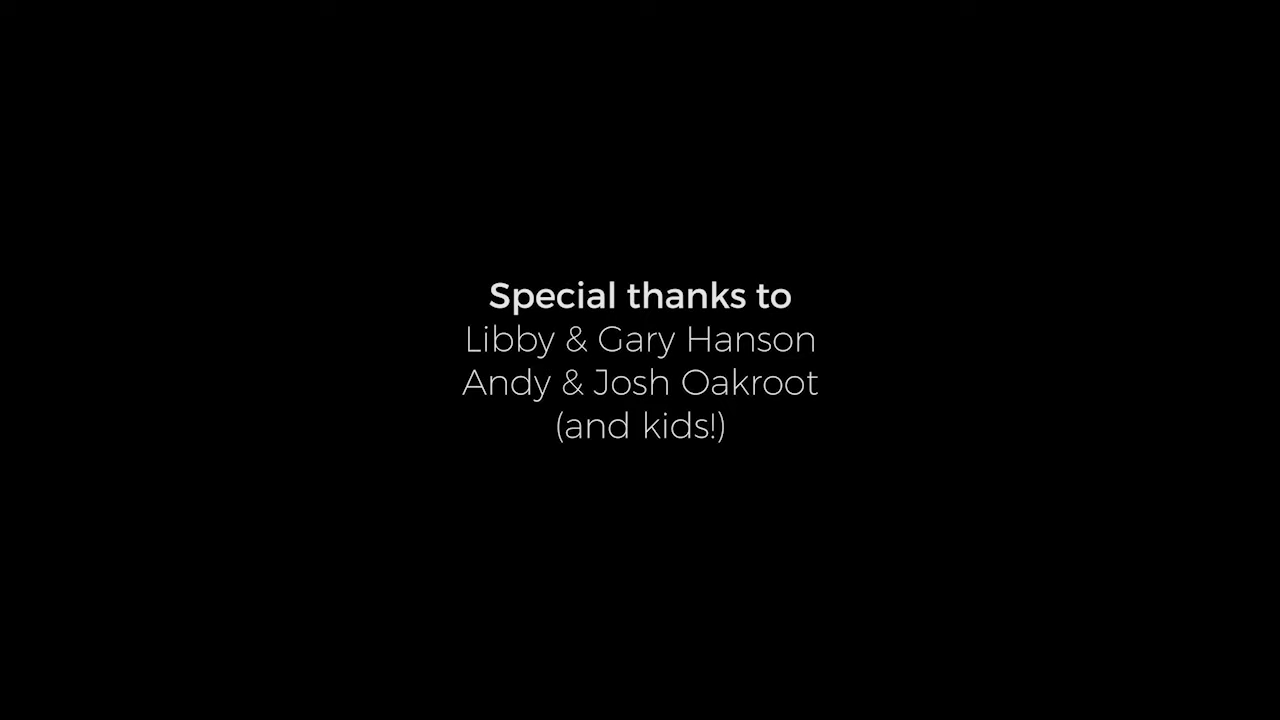 Special thanks to
Libby & Gary Hanson
Andy & Josh Oakroot
(and kids!)